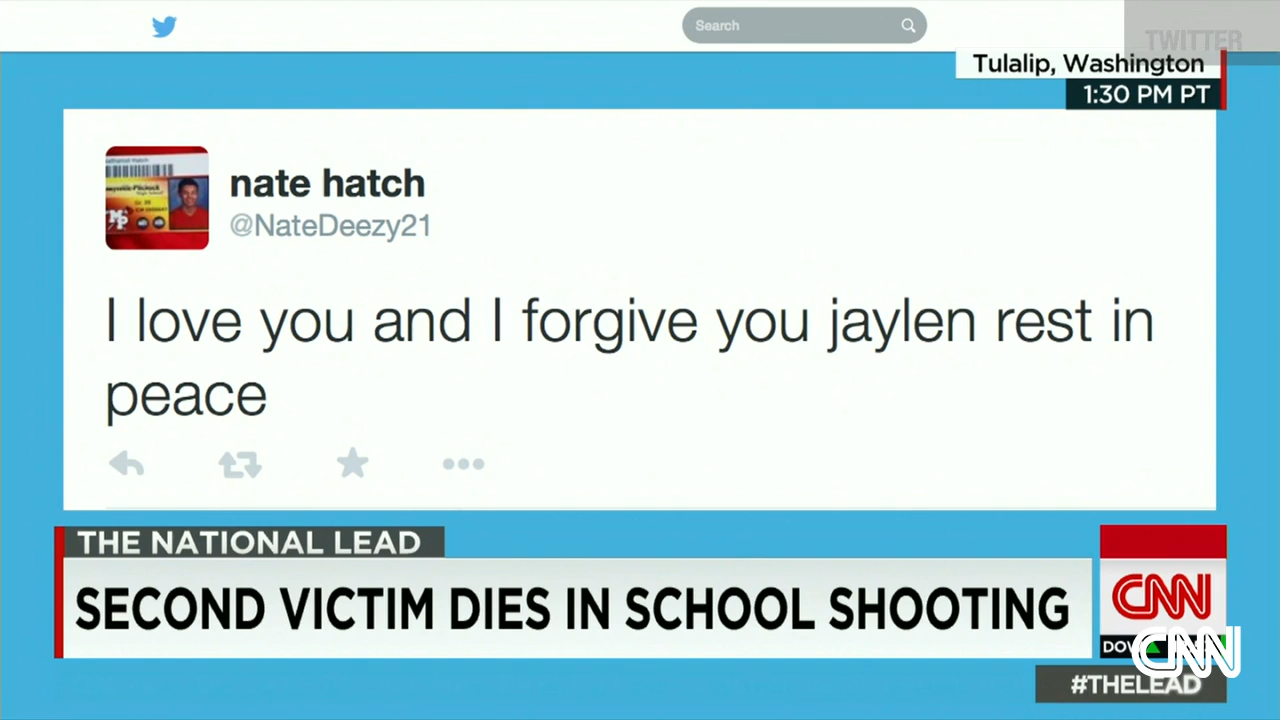 Search
TWITTER
Tulalip, Washington
1:30 PM PT
nate hatch
@NateDeezy21
I love you and I forgive you jaylen rest in
peace
THE NATIONAL LEAD
SECOND VICTIM DIES IN SCHOOL SHOOTING
CNN
CNN
#THELEAD